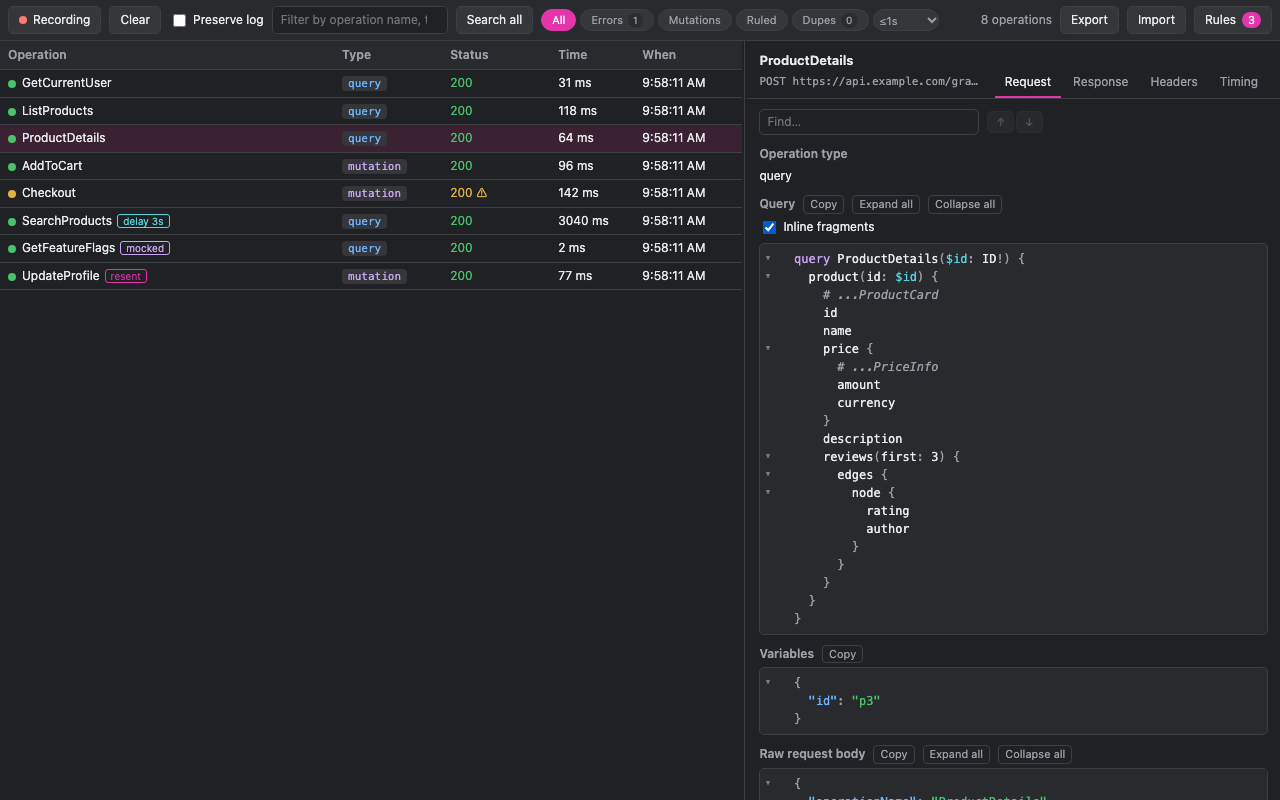 Recording Clear Preserve log Filter by operation name, Search all All Errors 1 Mutations Ruled Dupes 0 ≤1s 8 operations Export Import Rules 3
Operation Type Status Time When
GetCurrentUser query 200 31 ms 9:58:11 AM
ListProducts query 200 118 ms 9:58:11 AM
ProductDetails query 200 64 ms 9:58:11 AM
AddToCart mutation 200 96 ms 9:58:11 AM
Checkout mutation 200 ⚠ 142 ms 9:58:11 AM
SearchProducts delay 3s query 200 3040 ms 9:58:11 AM
GetFeatureFlags mocked query 200 2 ms 9:58:11 AM
UpdateProfile resent mutation 200 77 ms 9:58:11 AM
ProductDetails
POST https://api.example.com/gra… Request Response Headers Timing
Find… ↑ ↓
Operation type
query
Query Copy Expand all Collapse all
Inline fragments
query ProductDetails($id: ID!) {
product(id: $id) {
# ...ProductCard
id
name
price {
# ...PriceInfo
amount
currency
}
description
reviews(first: 3) {
edges {
node {
rating
author
}
}
}
}
}
Variables Copy
{
"id": "p3"
}
Raw request body Copy Expand all Collapse all
{
"operationName": "ProductDetails"